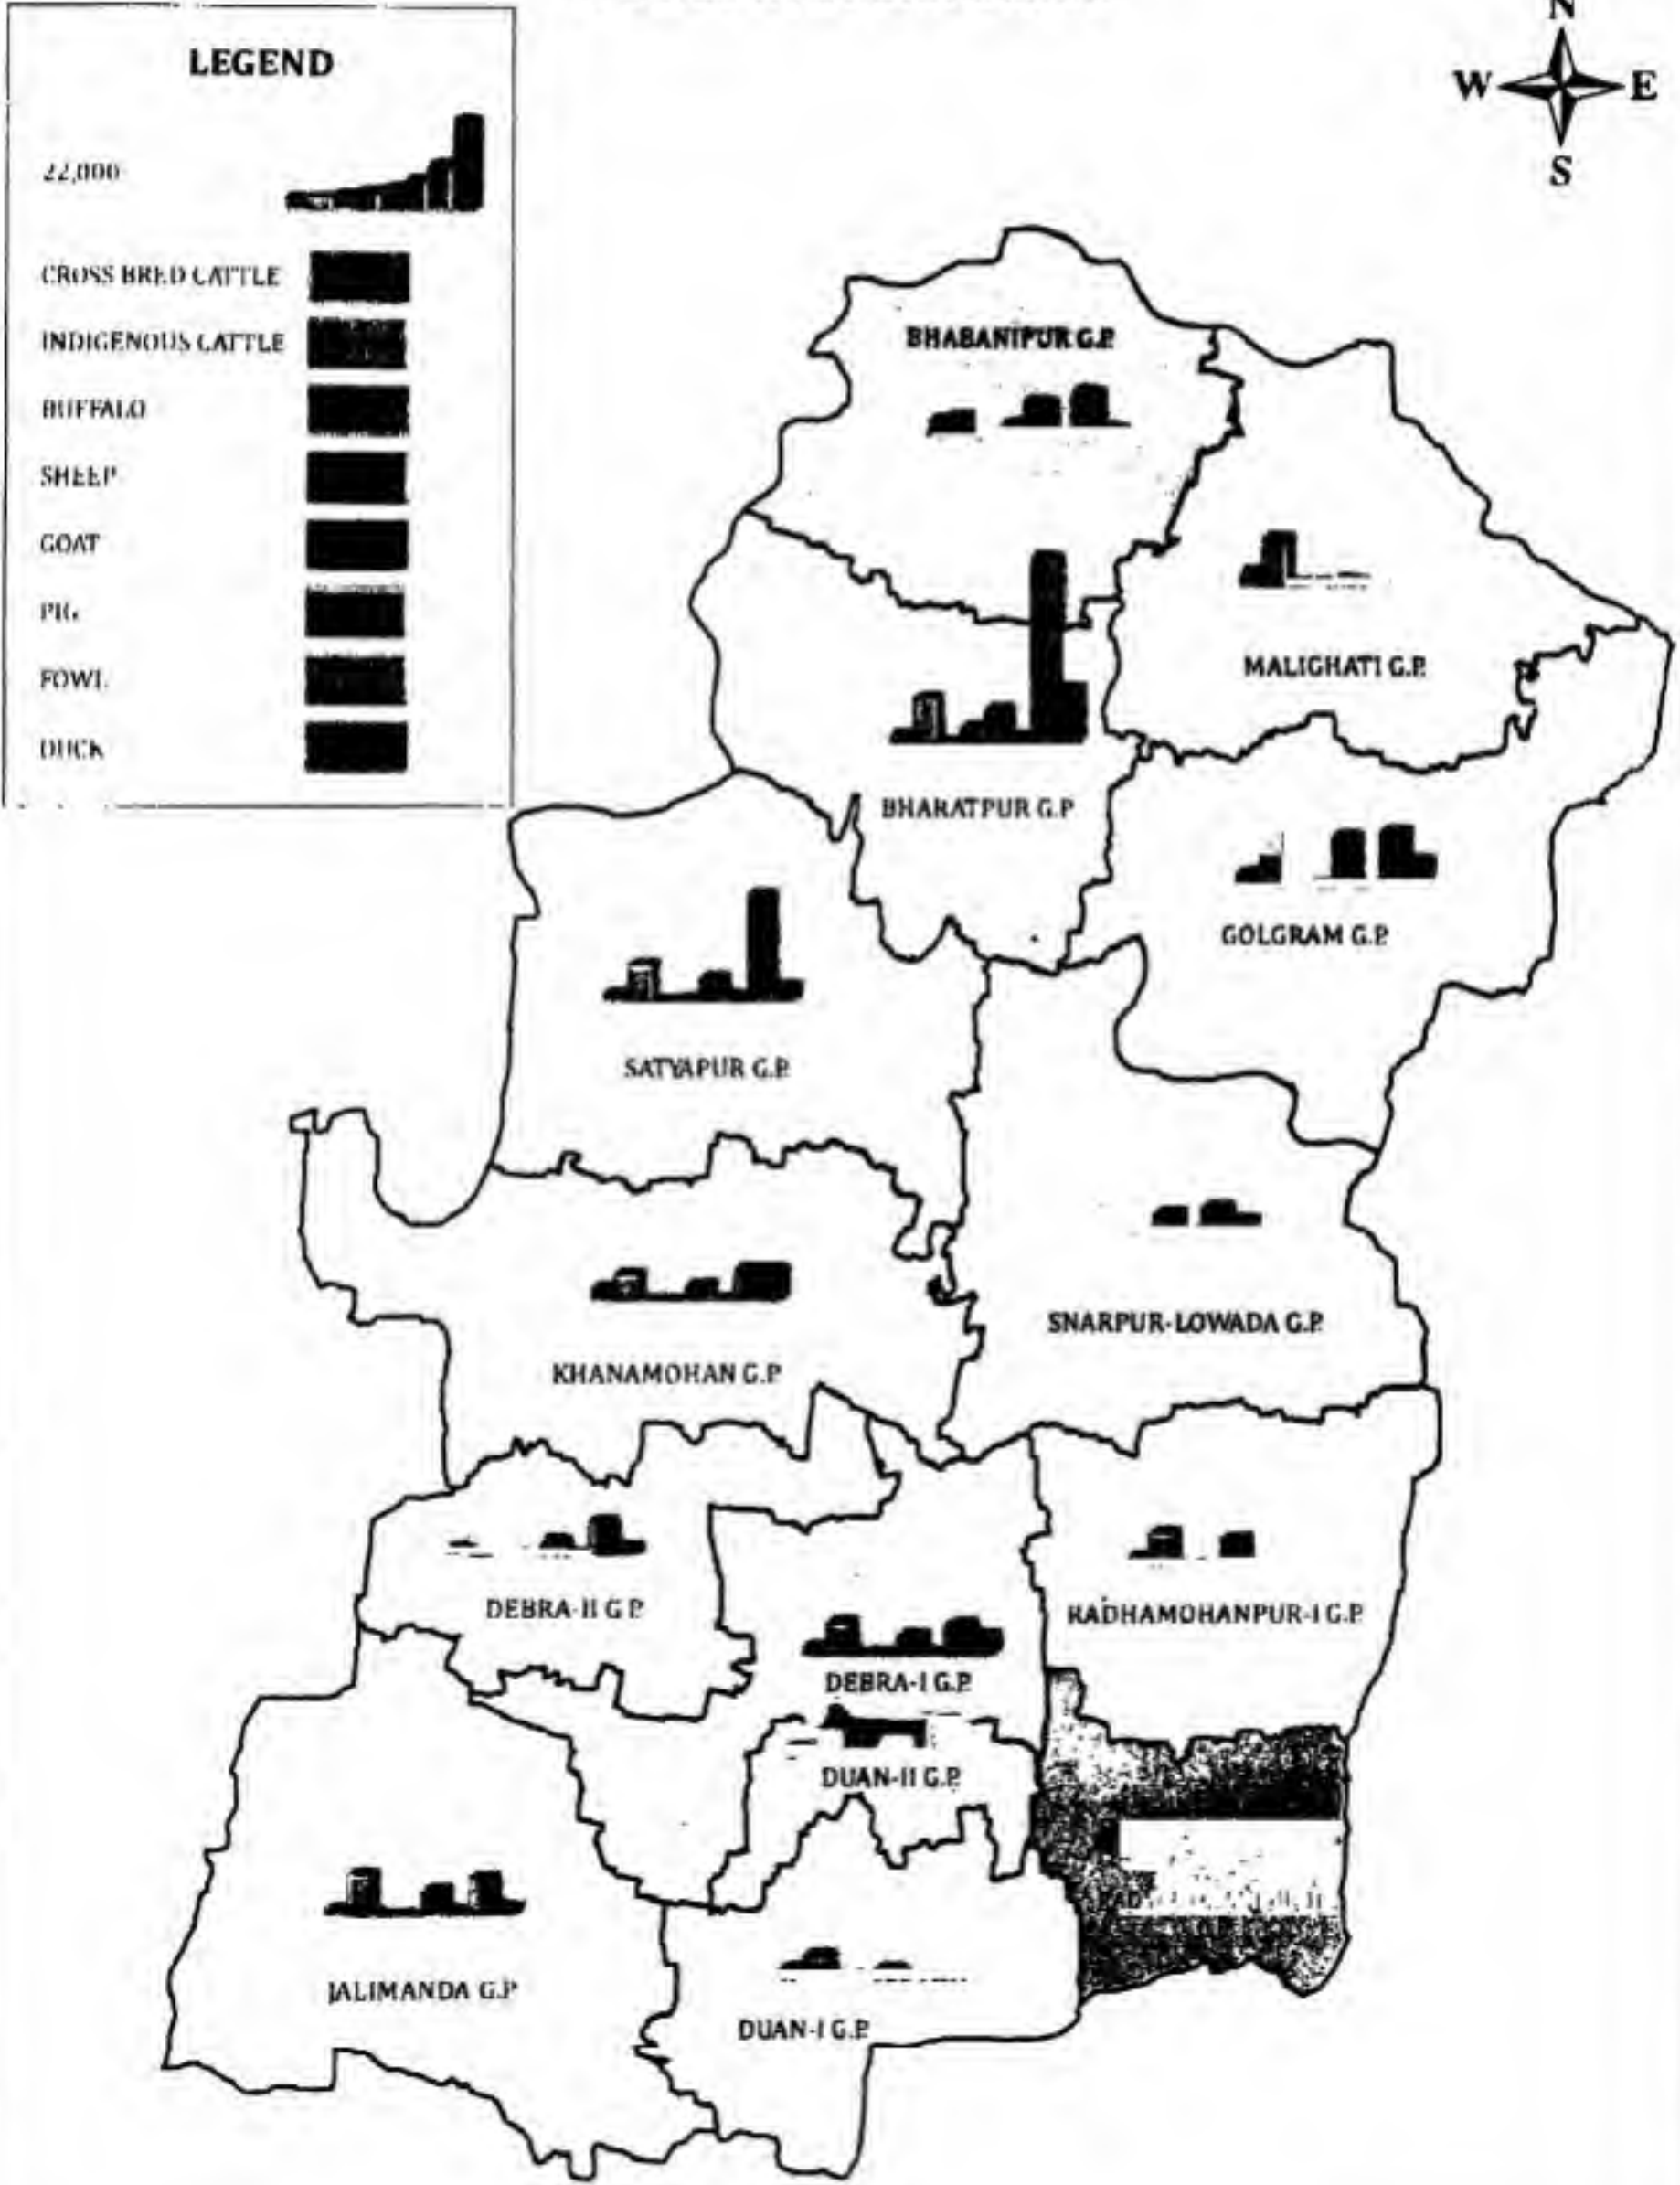 LEGEND
22,000
CROSS BRED CATTLE
INDIGENOUS CATTLE
BUFFALO
SHEEP
GOAT
PIG
FOWL
DUCK
N
W E
S
BHABANIPUR G.P.
MALIGHATI G.P.
BHARATPUR G.P
GOLGRAM G.P.
SATYAPUR G.P.
SNARPUR-LOWADA G.P.
KHANAMOHAN G.P
DEBRA-II G P.
RADHAMOHANPUR-I G.P.
DEBRA-I G.P.
DUAN-II G.P.
JALIMANDA G.P
DUAN-I G.P.